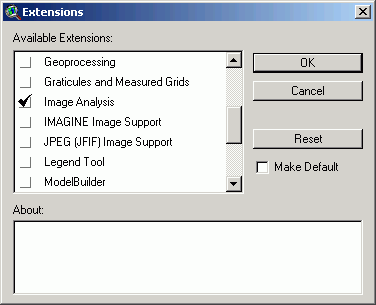 Extensions
Available Extensions:
Geoprocessing
Graticules and Measured Grids
Image Analysis
IMAGINE Image Support
JPEG (JFIF) Image Support
Legend Tool
ModelBuilder
OK
Cancel
Reset
Make Default
About: